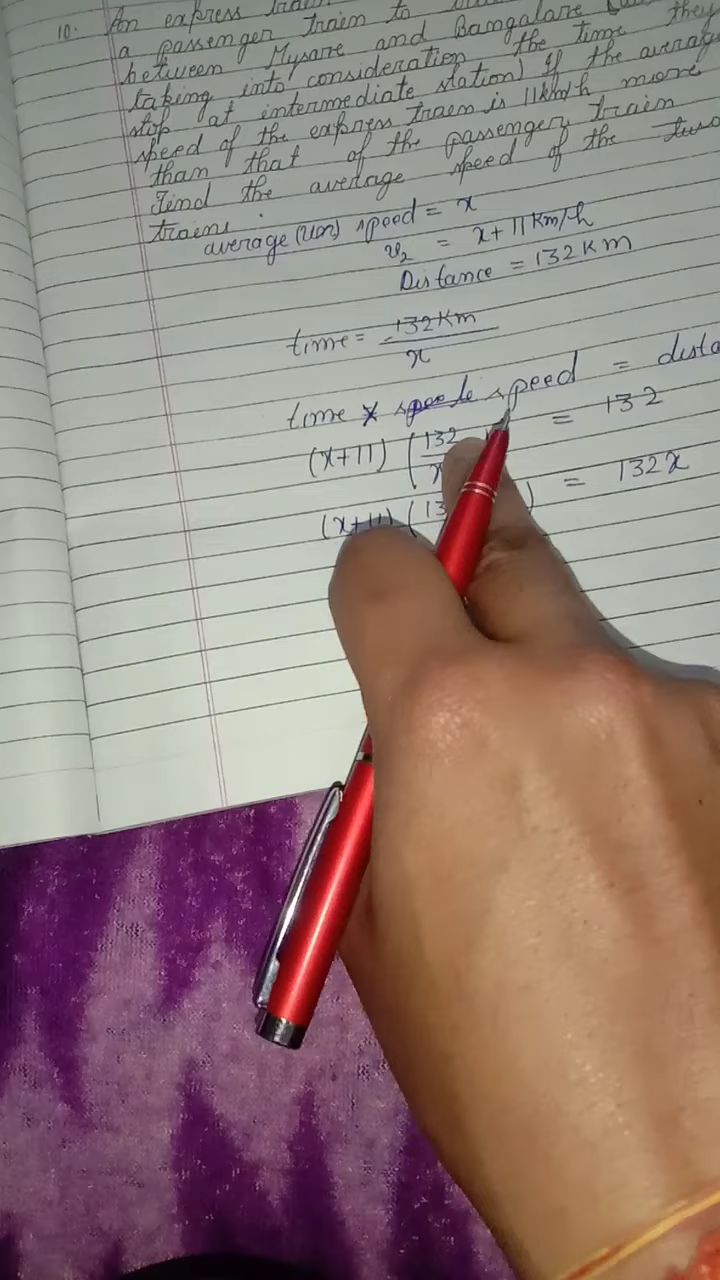 10. An express train
a passenger train to
between Mysore and Bangalore
taking into consideration the time they
stop at intermediate station) If the average
speed of the express train is 11km/h more
than that of the passenger train
Find the average speed of the two
trains.
average (uon) speed = x
v₂ = x+11 Km/h
Distance = 132 Km
time = 132 Km / x
time × speed = dista
(x+11) (132 = 132
(x+11) (13 ) = 132x